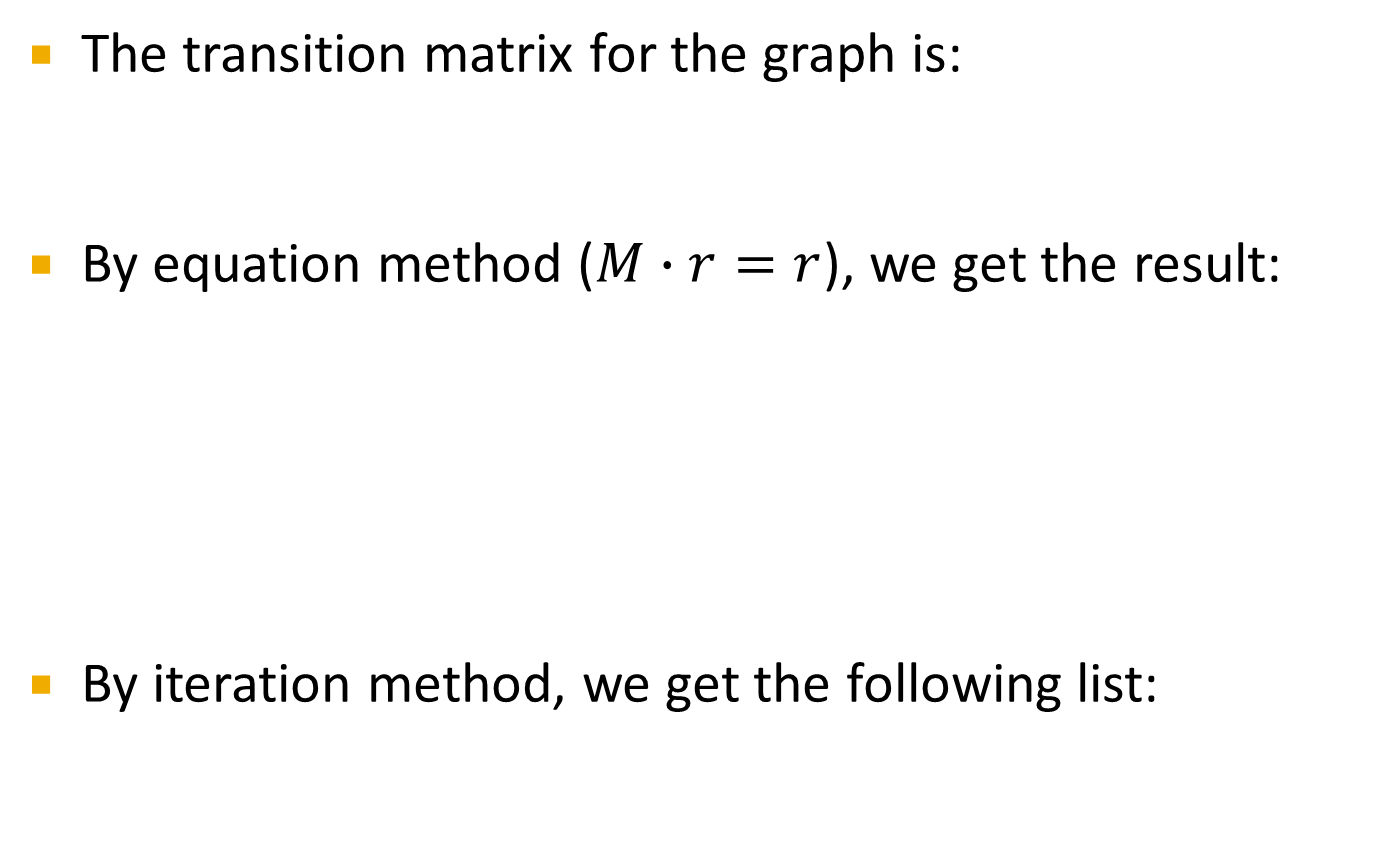 ▪ The transition matrix for the graph is:
▪ By equation method (𝑀 ⋅ 𝑟 = 𝑟), we get the result:
▪ By iteration method, we get the following list: